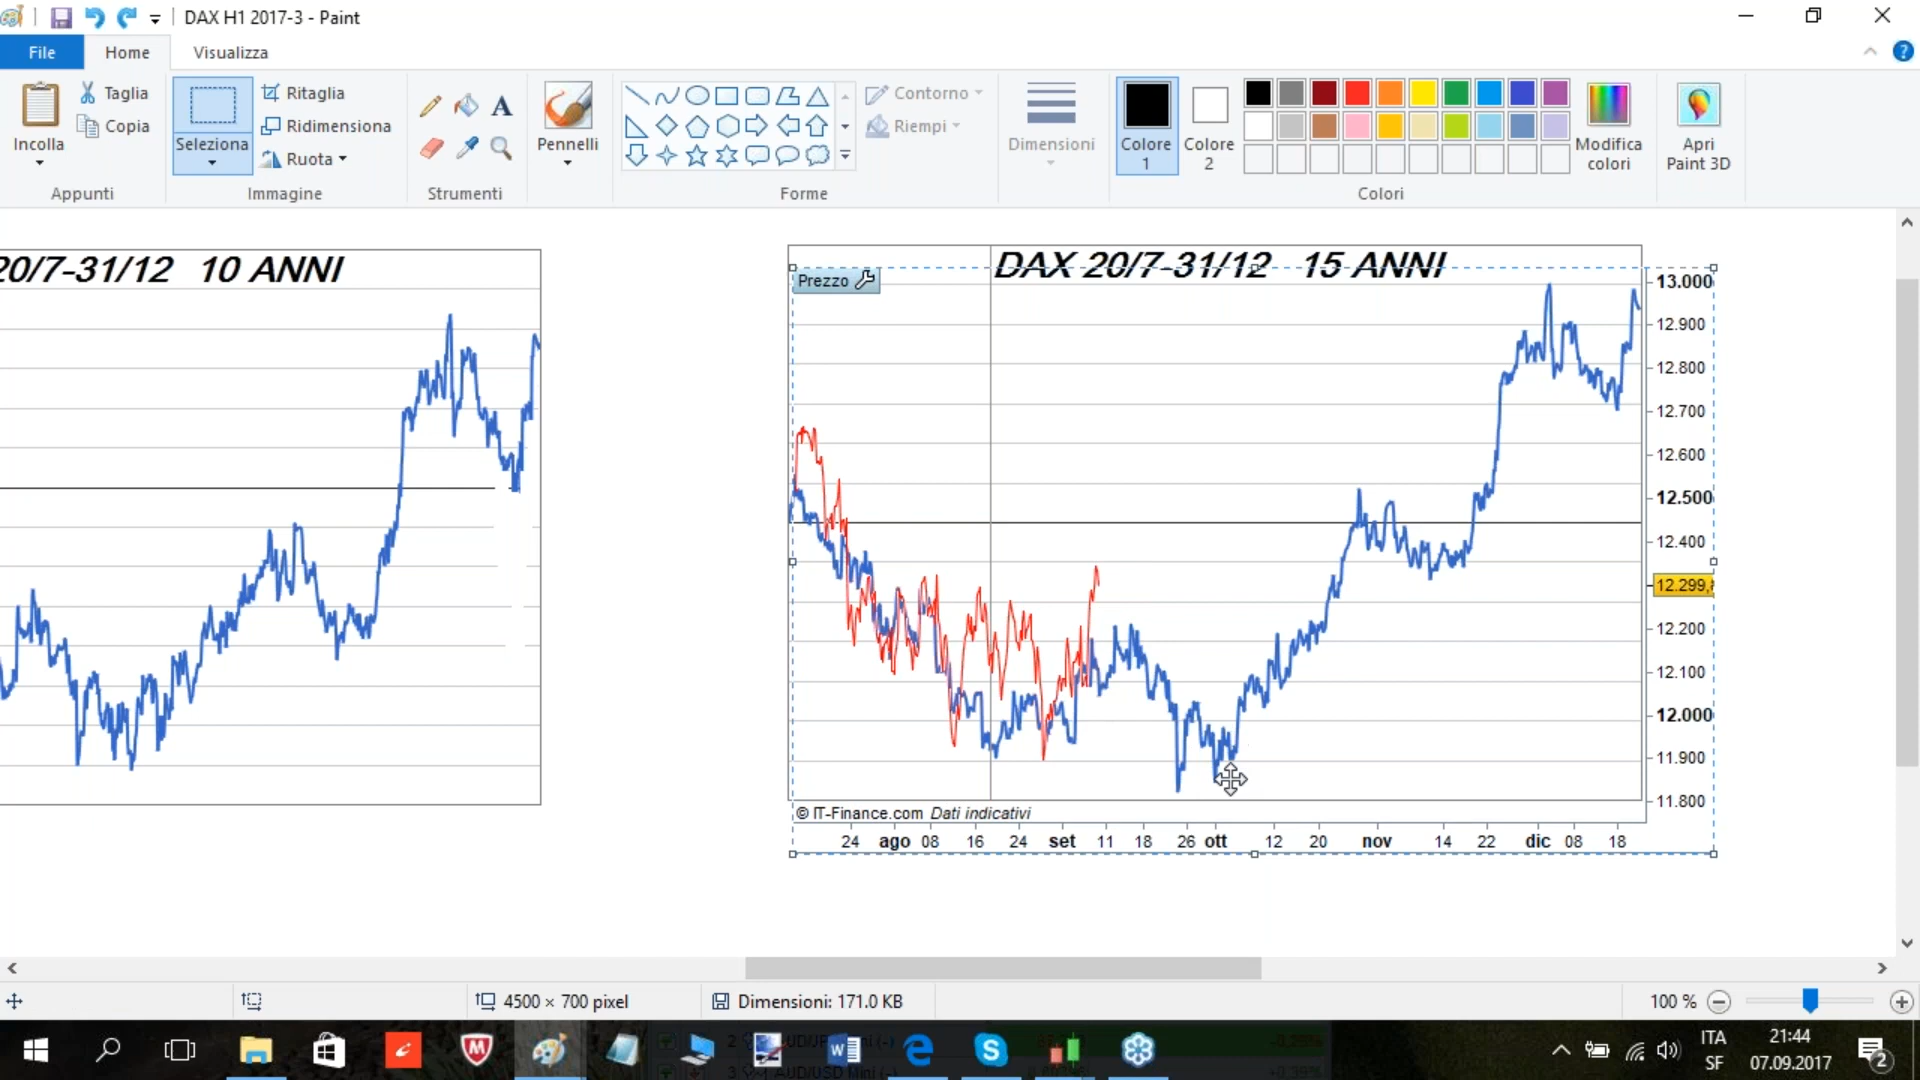 DAX H1 2017-3 - Paint
File Home Visualizza
Incolla
Taglia
Copia
Appunti
Seleziona
Ritaglia
Ridimensiona
Ruota
Immagine
A
Strumenti
Pennelli
Forme
Contorno
Riempi
Dimensioni
Colore
1
Colore
2
Modifica
colori
Colori
Apri
Paint 3D
20/7-31/12 10 ANNI
DAX 20/7-31/12 15 ANNI
Prezzo
13.000
12.900
12.800
12.700
12.600
12.500
12.400
12.299,
12.200
12.100
12.000
11.900
11.800
© IT-Finance.com Dati indicativi
24 ago 08 16 24 set 11 18 26 ott 12 20 nov 14 22 dic 08 18
4500 × 700 pixel
Dimensioni: 171.0 KB
100 %
ITA
SF
21:44
07.09.2017
2